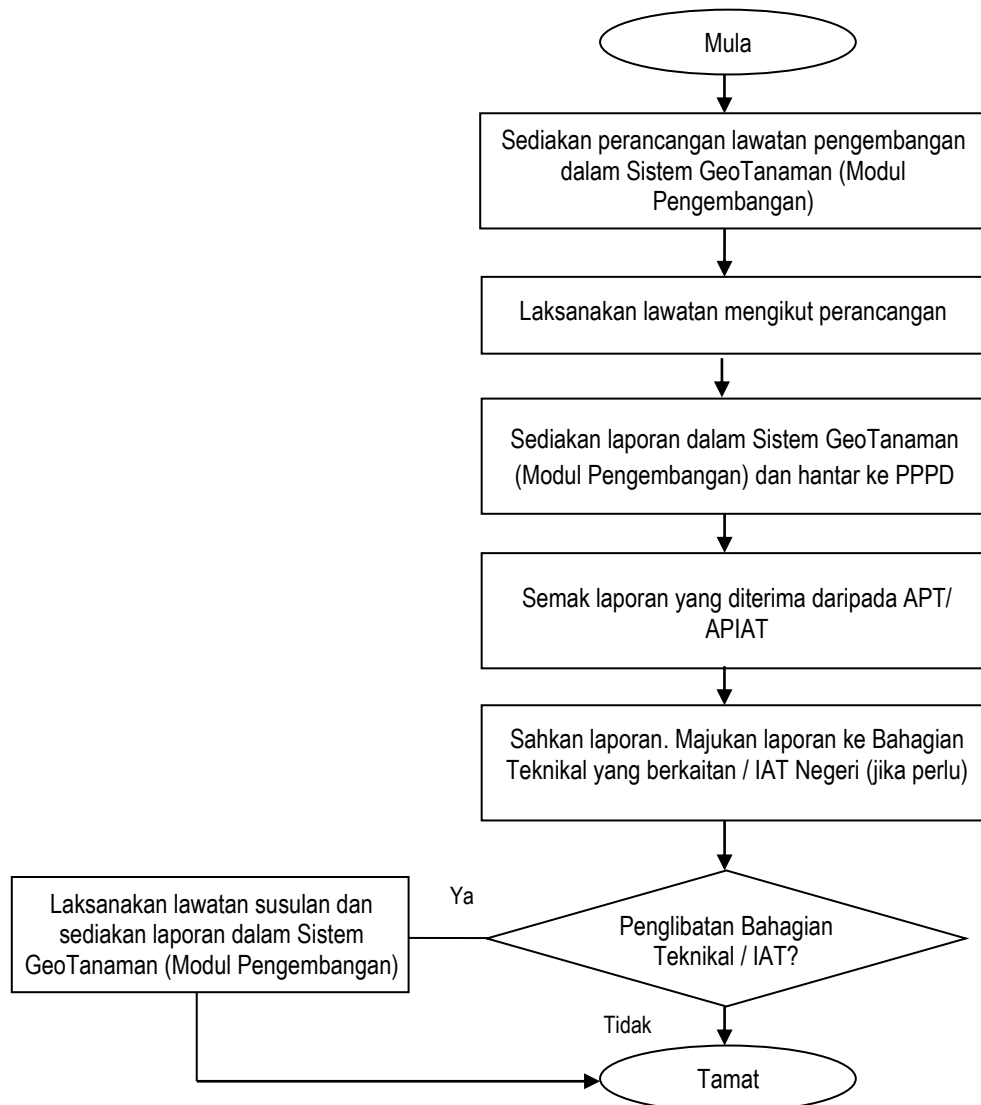 Mula
Sediakan perancangan lawatan pengembangan
dalam Sistem GeoTanaman (Modul
Pengembangan)
Laksanakan lawatan mengikut perancangan
Sediakan laporan dalam Sistem GeoTanaman
(Modul Pengembangan) dan hantar ke PPPD
Semak laporan yang diterima daripada APT/
APIAT
Sahkan laporan. Majukan laporan ke Bahagian
Teknikal yang berkaitan / IAT Negeri (jika perlu)
Penglibatan Bahagian
Teknikal / IAT?
Ya
Laksanakan lawatan susulan dan
sediakan laporan dalam Sistem
GeoTanaman (Modul Pengembangan)
Tidak
Tamat